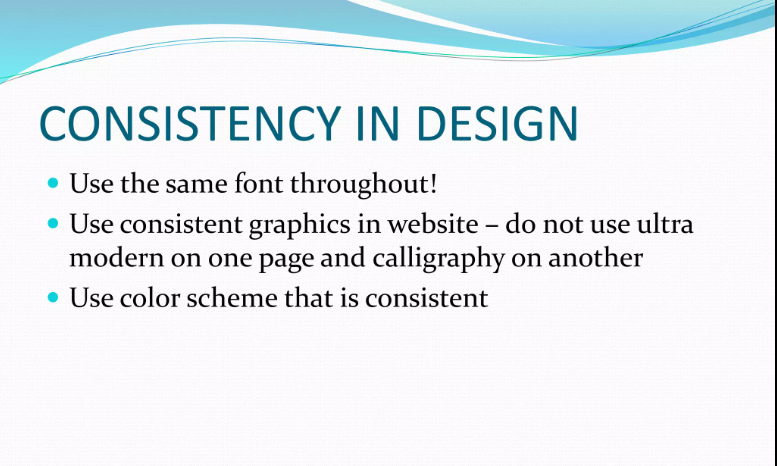 CONSISTENCY IN DESIGN
• Use the same font throughout!
• Use consistent graphics in website – do not use ultra
modern on one page and calligraphy on another
• Use color scheme that is consistent